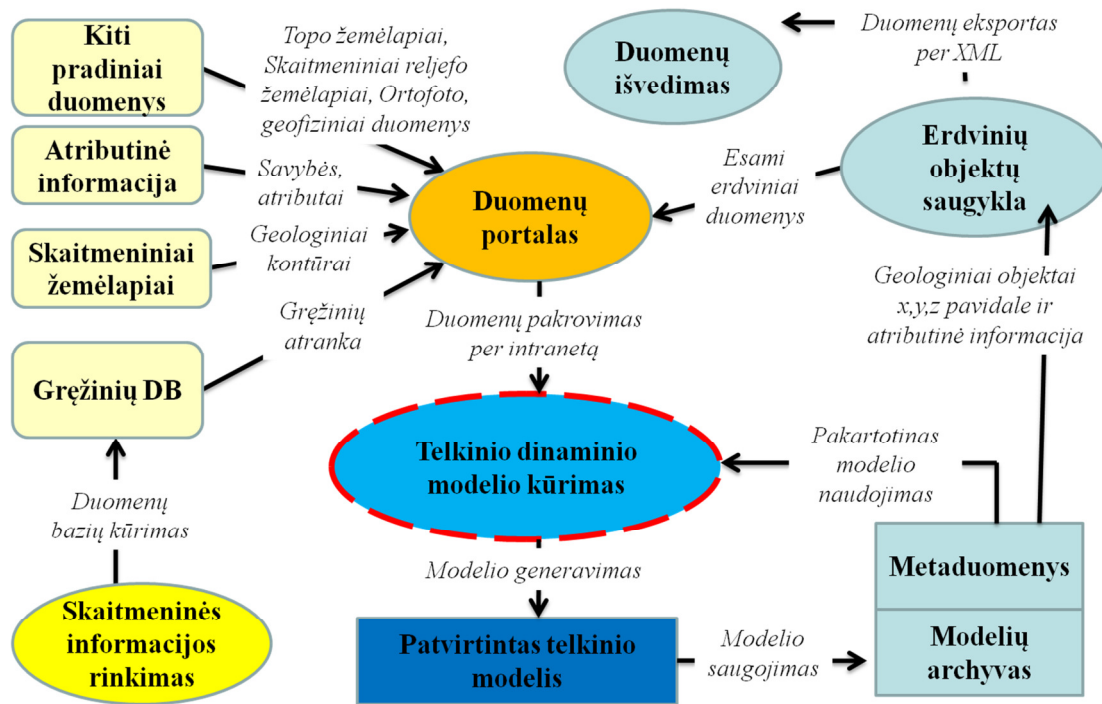 Kiti
pradiniai
duomenys
Topo žemėlapiai,
Skaitmeniniai reljefo
žemėlapiai, Ortofoto,
geofiziniai duomenys
Duomenų
išvedimas
Duomenų eksportas
per XML
Atributinė
informacija
Savybės,
atributai
Duomenų
portalas
Esami
erdviniai
duomenys
Erdvinių
objektų
saugykla
Skaitmeniniai
žemėlapiai
Geologiniai
kontūrai
Gręžinių DB
Gręžinių
atranka
Duomenų pakrovimas
per intranetą
Geologiniai objektai
x,y,z pavidale ir
atributinė informacija
Telkinio dinaminio
modelio kūrimas
Pakartotinas
modelio
naudojimas
Duomenų
bazių kūrimas
Modelio generavimas
Metaduomenys
Skaitmeninės
informacijos
rinkimas
Patvirtintas telkinio
modelis
Modelio
saugojimas
Modelių
archyvas